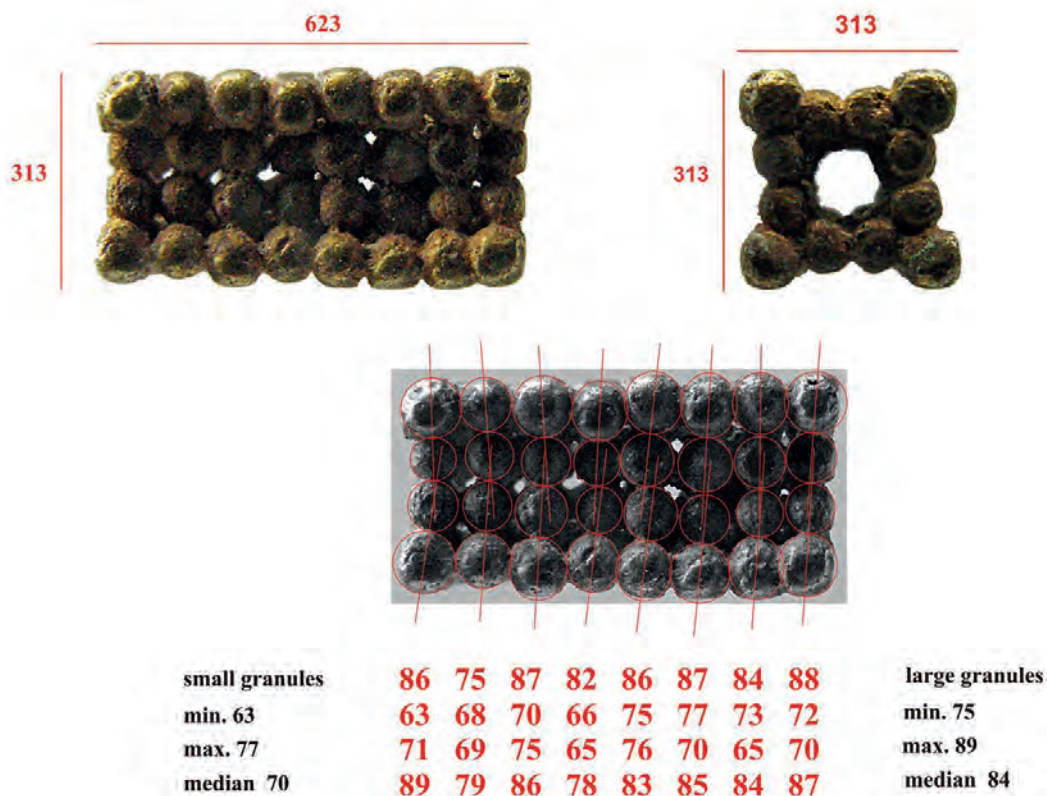 623
313
313
313
small granules 86 75 87 82 86 87 84 88 large granules
min. 63 63 68 70 66 75 77 73 72 min. 75
max. 77 71 69 75 65 76 70 65 70 max. 89
median 70 89 79 86 78 83 85 84 87 median 84